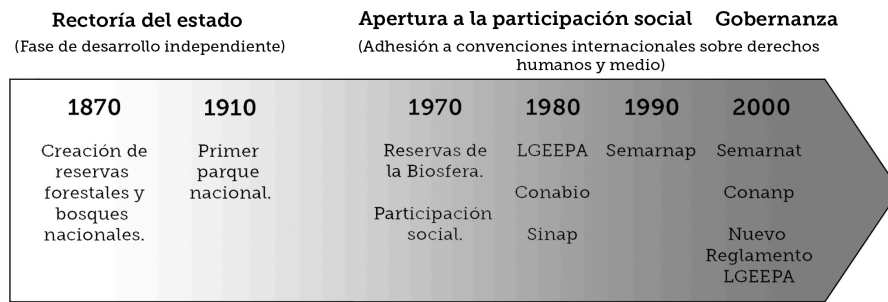 Rectoría del estado
(Fase de desarrollo independiente)
Apertura a la participación social
(Adhesión a convenciones internacionales sobre derechos
humanos y medio)
Gobernanza
1870
Creación de
reservas
forestales y
bosques
nacionales.
1910
Primer
parque
nacional.
1970
Reservas de
la Biosfera.
Participación
social.
1980
LGEEPA
Conabio
Sinap
1990
Semarnap
2000
Semarnat
Conanp
Nuevo
Reglamento
LGEEPA